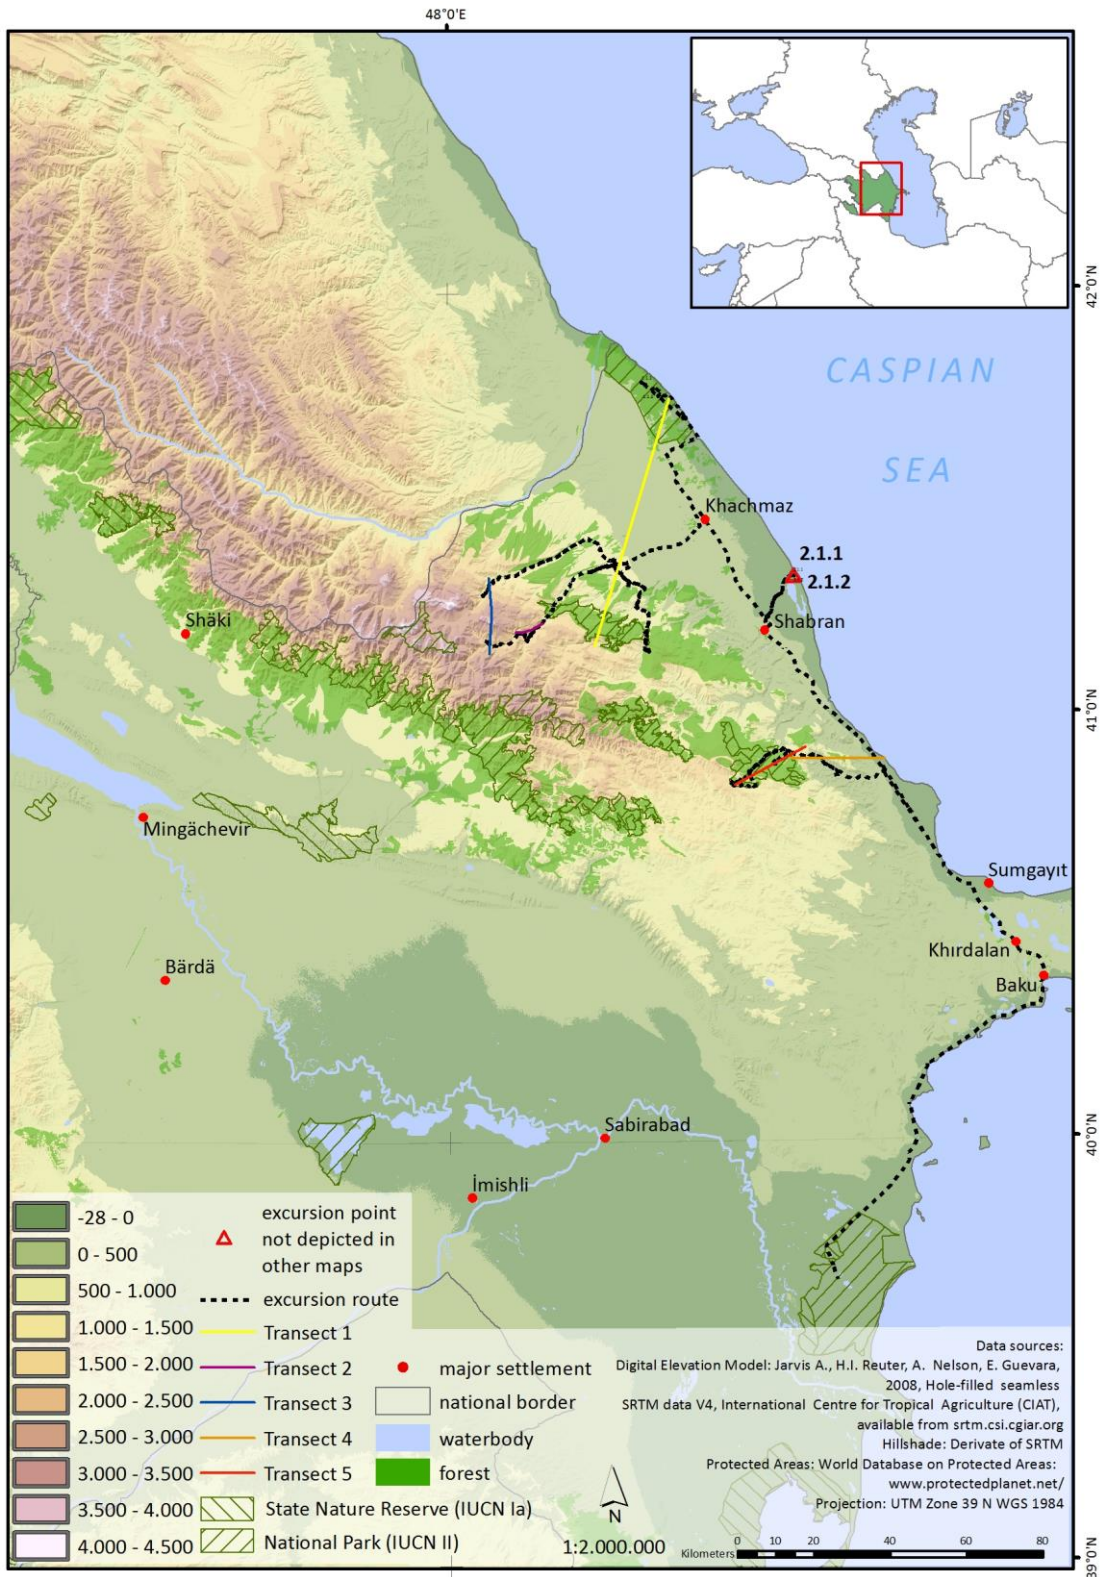 48°0'E
42°0'N
CASPIAN
SEA
Khachmaz
2.1.1
2.1.2
Shabran
Shäki
41°0'N
Mingächevir
Sumgayıt
Khırdalan
Bärdä
Baku
Sabirabad
40°0'N
İmishli
-28 - 0
0 - 500
500 - 1.000
1.000 - 1.500
1.500 - 2.000
2.000 - 2.500
2.500 - 3.000
3.000 - 3.500
3.500 - 4.000
4.000 - 4.500
excursion point
not depicted in
other maps
excursion route
Transect 1
Transect 2
Transect 3
Transect 4
Transect 5
State Nature Reserve (IUCN Ia)
National Park (IUCN II)
major settlement
national border
waterbody
forest
N
1:2.000.000
Data sources:
Digital Elevation Model: Jarvis A., H.I. Reuter, A. Nelson, E. Guevara,
2008, Hole-filled seamless
SRTM data V4, International Centre for Tropical Agriculture (CIAT),
available from srtm.csi.cgiar.org
Hillshade: Derivate of SRTM
Protected Areas: World Database on Protected Areas:
www.protectedplanet.net/
Projection: UTM Zone 39 N WGS 1984
0 10 20 40 60 80
Kilometers
39°0'N